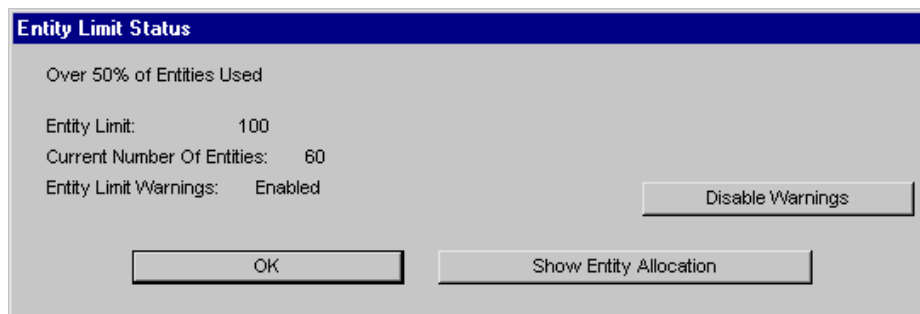 Entity Limit Status
Over 50% of Entities Used
Entity Limit: 100
Current Number Of Entities: 60
Entity Limit Warnings: Enabled
Disable Warnings
OK
Show Entity Allocation